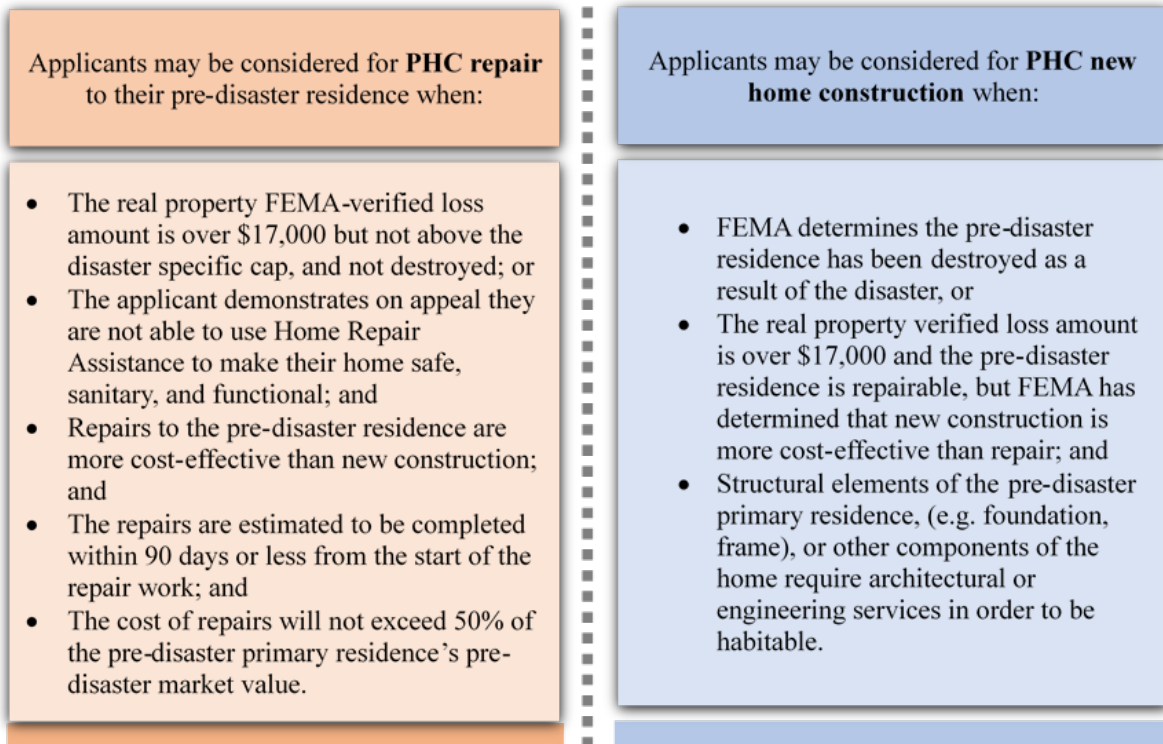 Applicants may be considered for PHC repair
to their pre-disaster residence when:
• The real property FEMA-verified loss
amount is over $17,000 but not above the
disaster specific cap, and not destroyed; or
• The applicant demonstrates on appeal they
are not able to use Home Repair
Assistance to make their home safe,
sanitary, and functional; and
• Repairs to the pre-disaster residence are
more cost-effective than new construction;
and
• The repairs are estimated to be completed
within 90 days or less from the start of the
repair work; and
• The cost of repairs will not exceed 50% of
the pre-disaster primary residence’s pre-
disaster market value.
Applicants may be considered for PHC new
home construction when:
• FEMA determines the pre-disaster
residence has been destroyed as a
result of the disaster, or
• The real property verified loss amount
is over $17,000 and the pre-disaster
residence is repairable, but FEMA has
determined that new construction is
more cost-effective than repair; and
• Structural elements of the pre-disaster
primary residence, (e.g. foundation,
frame), or other components of the
home require architectural or
engineering services in order to be
habitable.